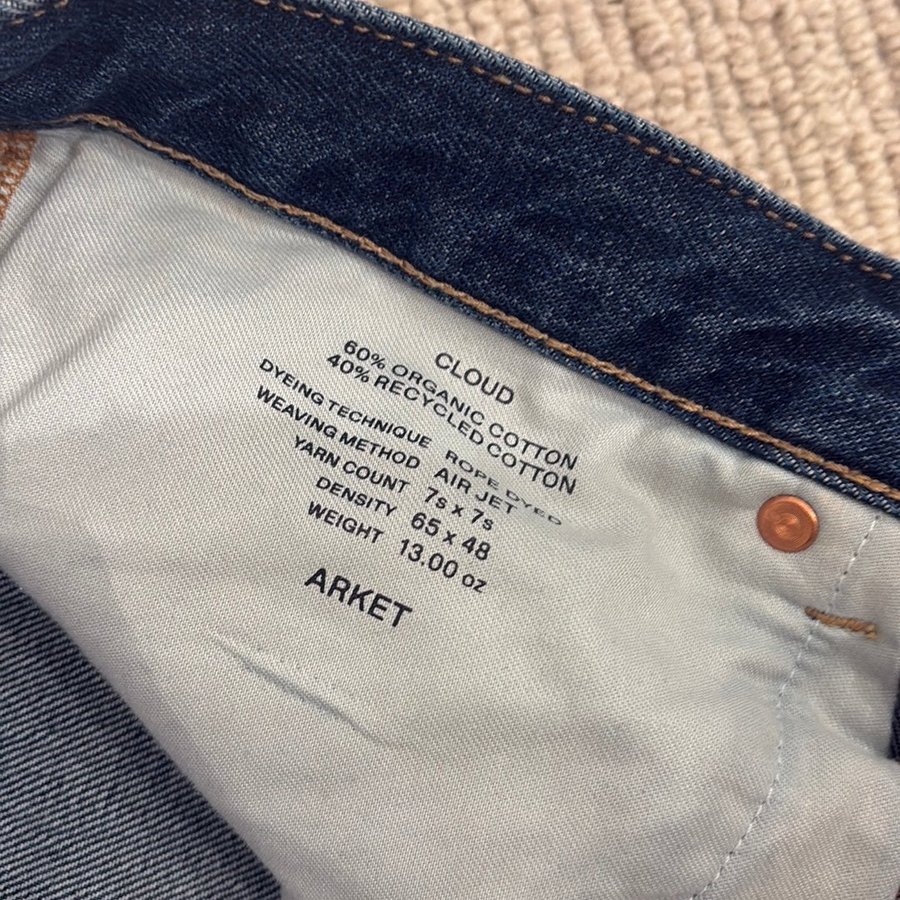 CLOUD
60% ORGANIC COTTON
40% RECYCLED COTTON
DYEING TECHNIQUE ROPE DYED
WEAVING METHOD AIR JET
YARN COUNT 7s x 7s
DENSITY 65 x 48
WEIGHT 13.00 oz
ARKET